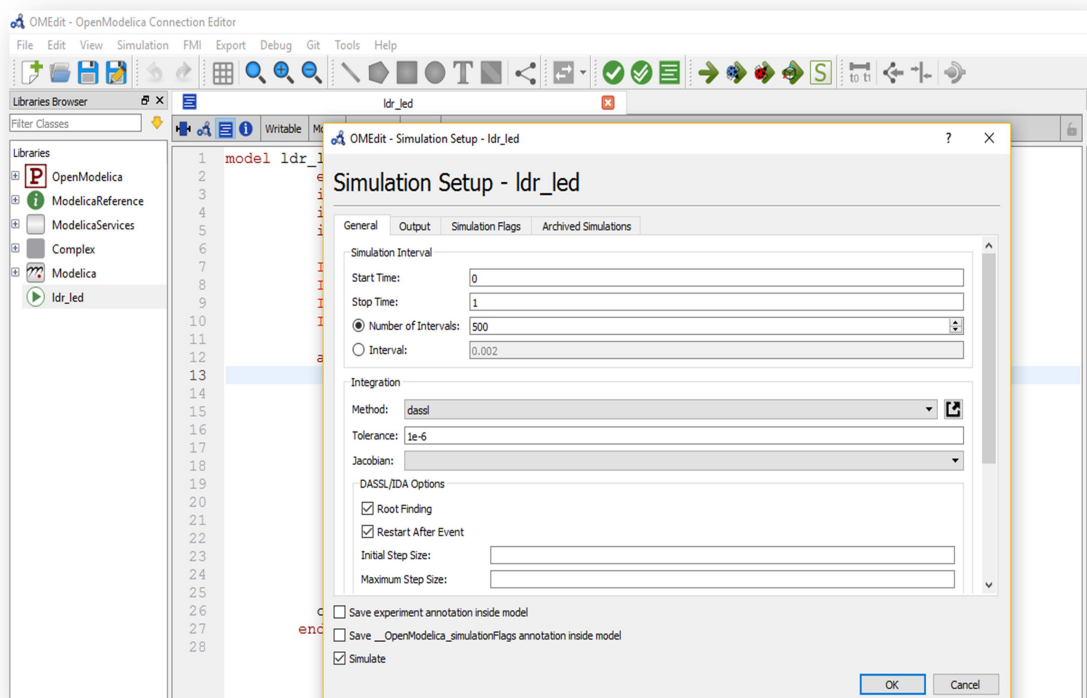 OMEdit - OpenModelica Connection Editor
File Edit View Simulation FMI Export Debug Git Tools Help
T S to t1
Libraries Browser
ldr_led
Filter Classes
i Writable
Libraries
P OpenModelica
i ModelicaReference
ModelicaServices
Complex
m Modelica
ldr_led
1 model ldr_l
2 e
3 i
4 i
5 i
6
7 I
8 I
9 I
10 I
11
12 a
13
14
15
16
17
18
19
20
21
22
23
24
25
26 c
27 end
28
OMEdit - Simulation Setup - ldr_led ? X
Simulation Setup - ldr_led
General Output Simulation Flags Archived Simulations
Simulation Interval
Start Time: 0
Stop Time: 1
Number of Intervals: 500
Interval: 0.002
Integration
Method: dassl
Tolerance: 1e-6
Jacobian:
DASSL/IDA Options
Root Finding
Restart After Event
Initial Step Size:
Maximum Step Size:
Save experiment annotation inside model
Save __OpenModelica_simulationFlags annotation inside model
Simulate
OK Cancel